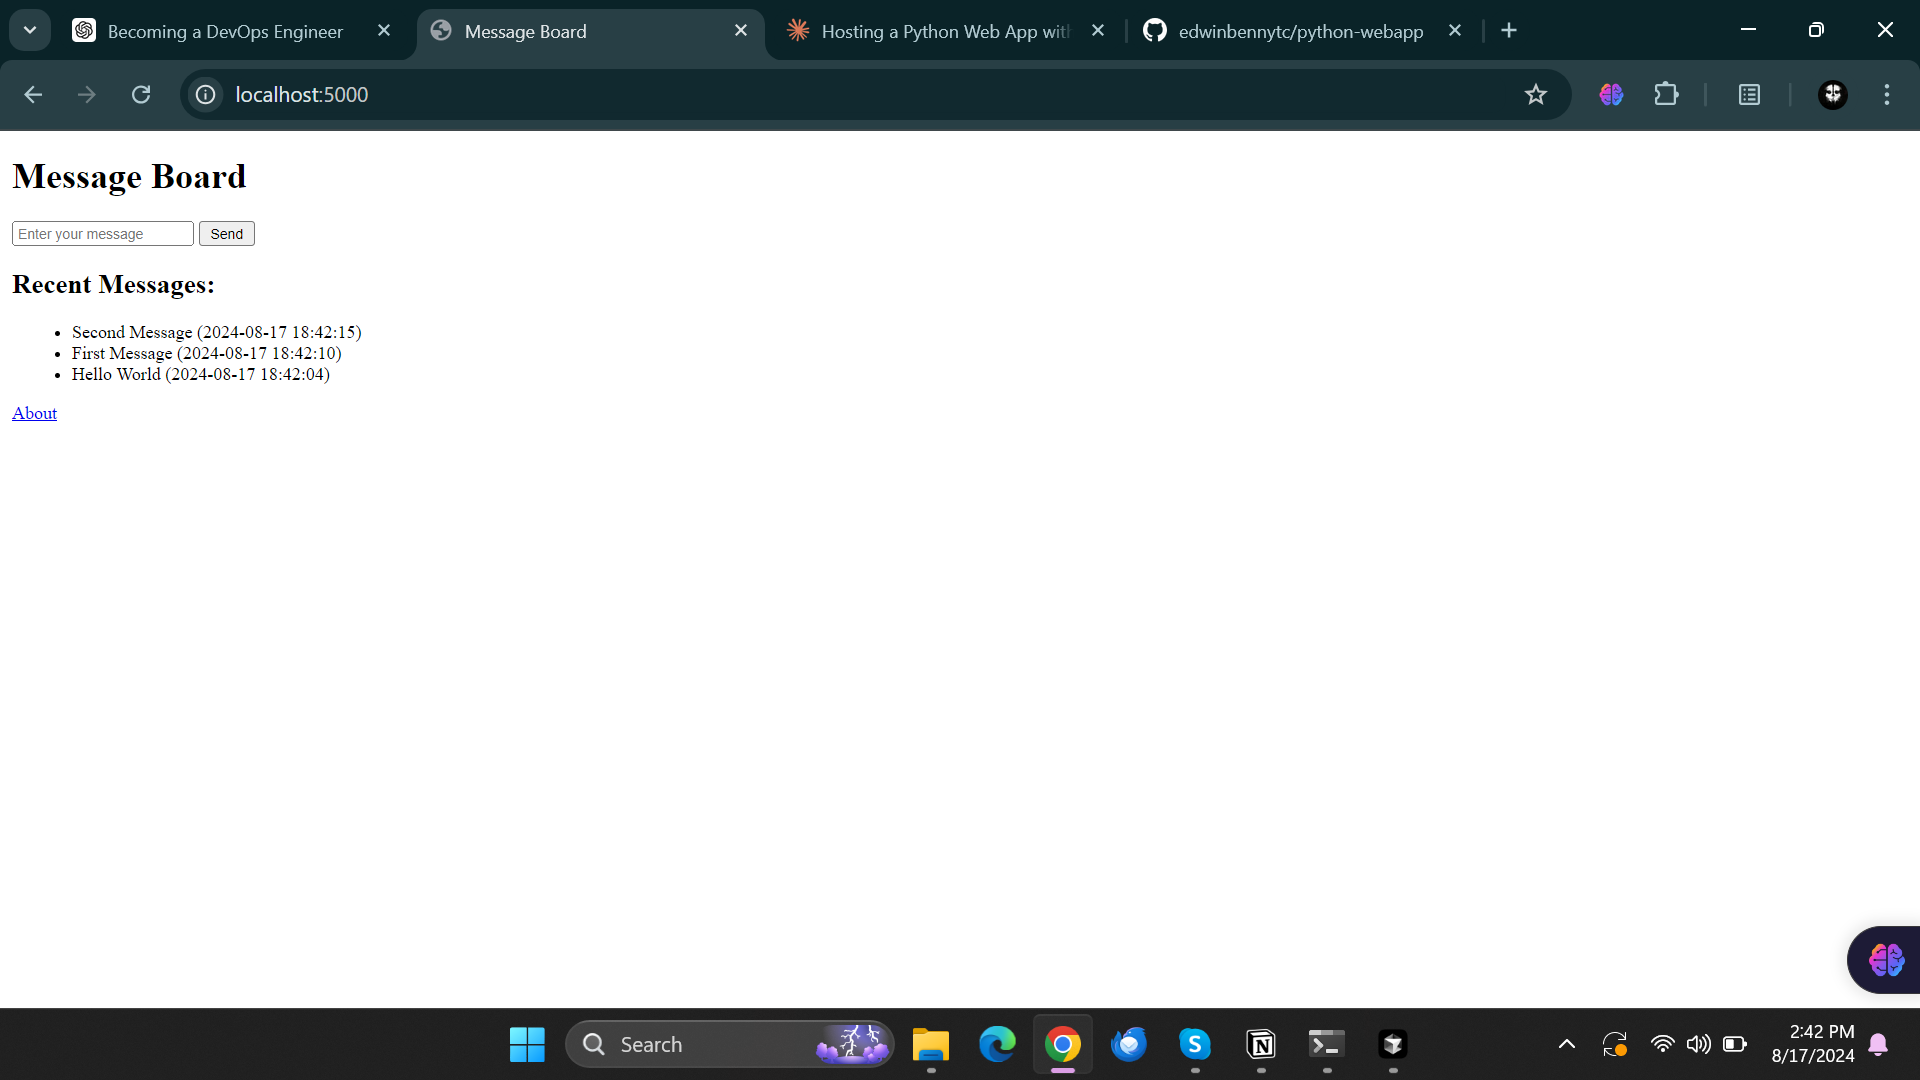 Becoming a DevOps Engineer
Message Board
Hosting a Python Web App with
edwinbennytc/python-webapp
localhost:5000
Message Board
Enter your message
Send
Recent Messages:
Second Message (2024-08-17 18:42:15)
First Message (2024-08-17 18:42:10)
Hello World (2024-08-17 18:42:04)
About
Search
2:42 PM
8/17/2024